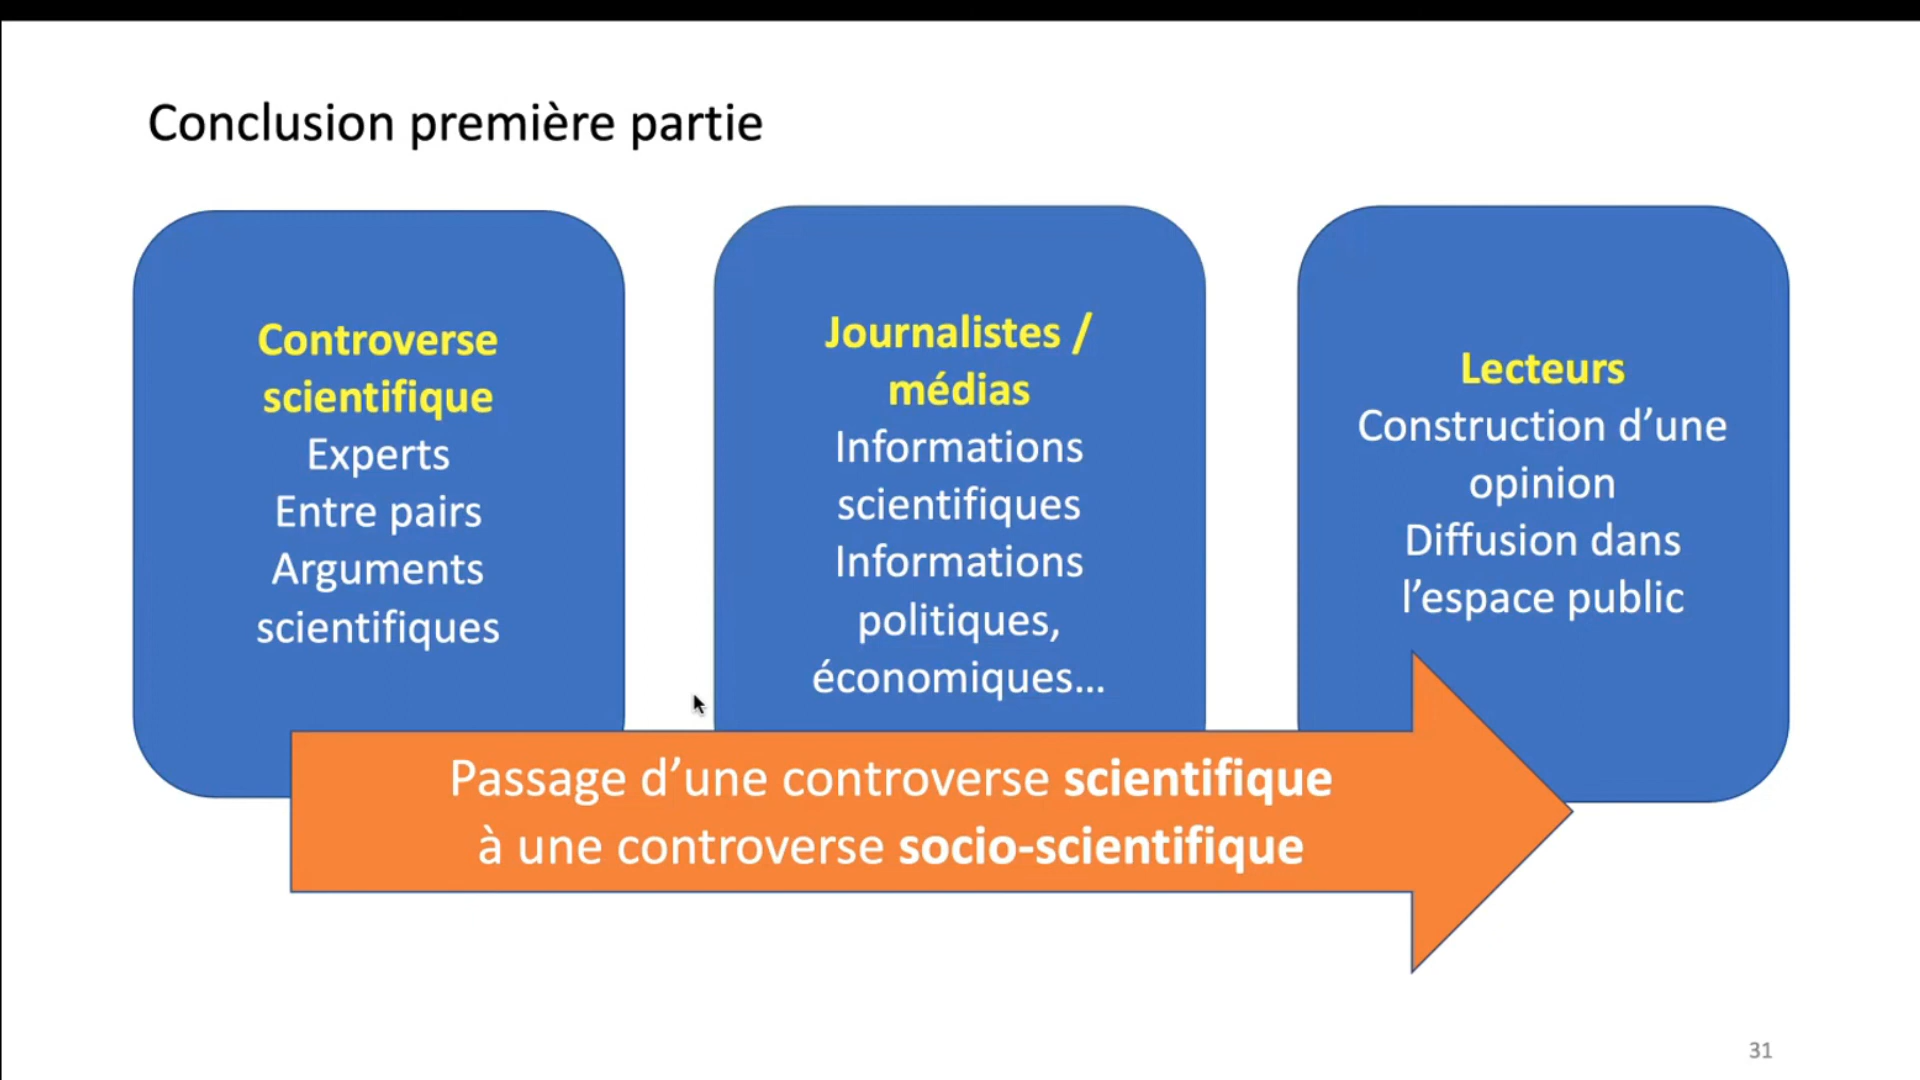 Conclusion première partie
Controverse
scientifique
Experts
Entre pairs
Arguments
scientifiques
Journalistes /
médias
Informations
scientifiques
Informations
politiques,
économiques...
Lecteurs
Construction d’une
opinion
Diffusion dans
l’espace public
Passage d’une controverse scientifique
à une controverse socio-scientifique
31